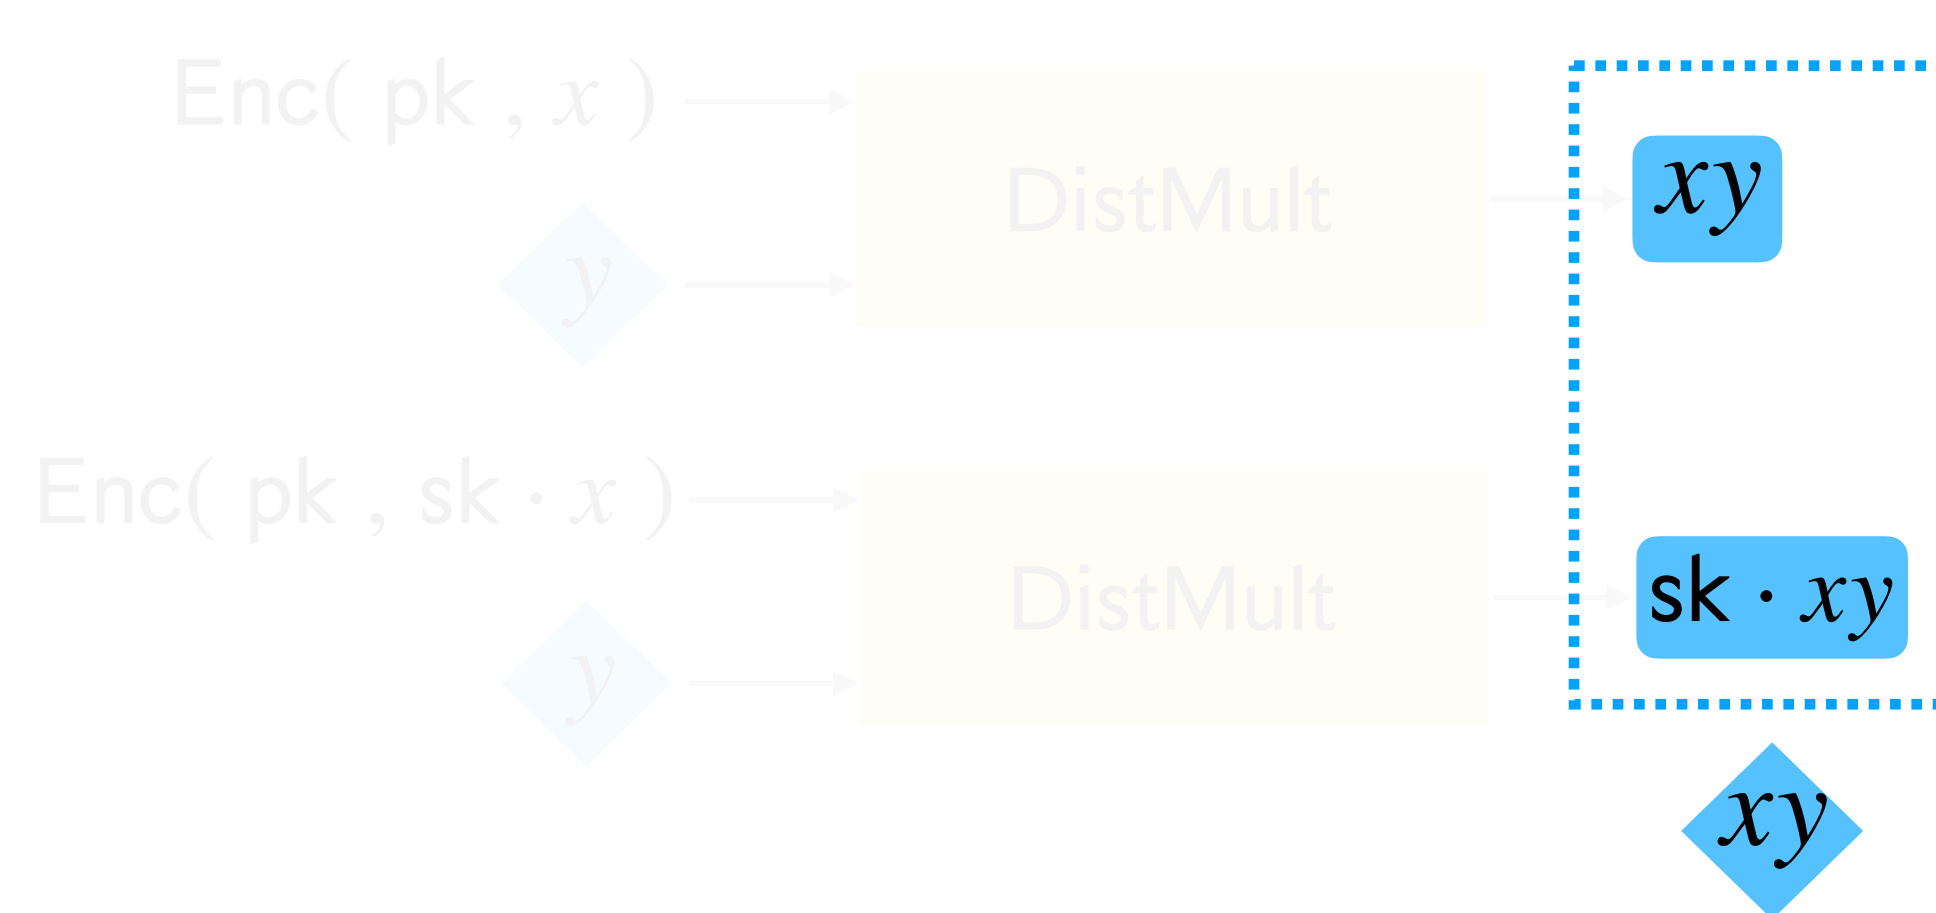 Enc( pk , x )
xy
DistMult
y
Enc( pk , sk · x )
DistMult
sk · xy
y
xy